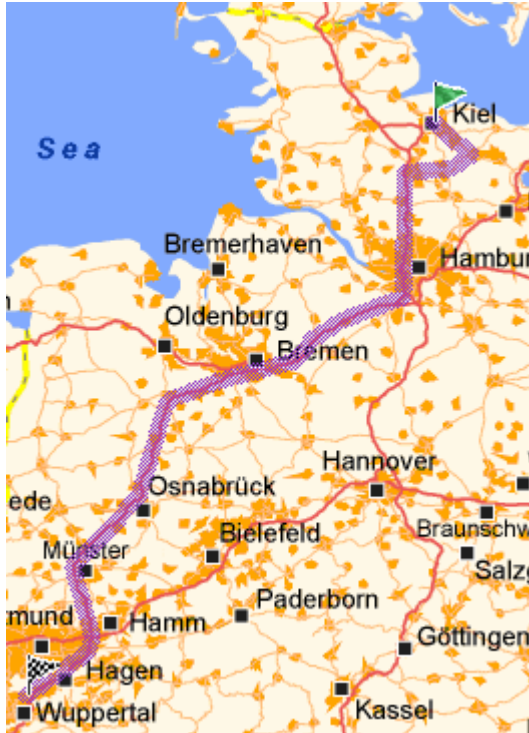 Kiel
Sea
Hambur
Bremerhaven
Oldenburg
Bremen
Hannover
Osnabrück
ede
Braunschw
Bielefeld
Münster
Salzg
Paderborn
tmund
Hamm
Göttingen
Hagen
Wuppertal
Kassel